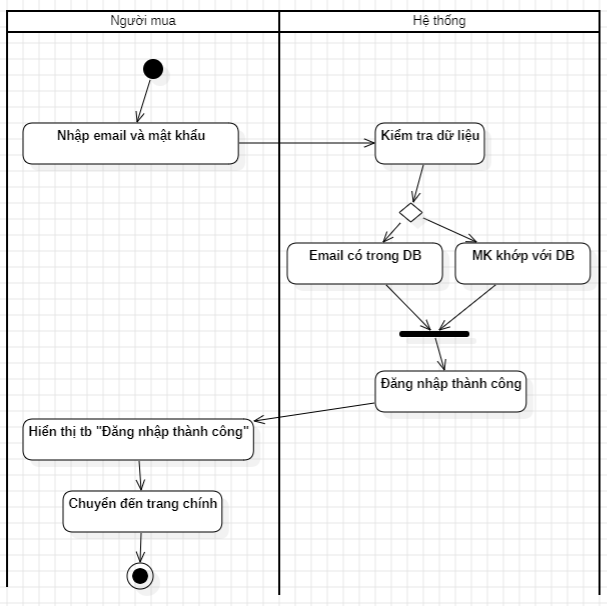 Người mua
Hệ thống
Nhập email và mật khẩu
Kiểm tra dữ liệu
Email có trong DB
MK khớp với DB
Đăng nhập thành công
Hiển thị tb "Đăng nhập thành công"
Chuyển đến trang chính